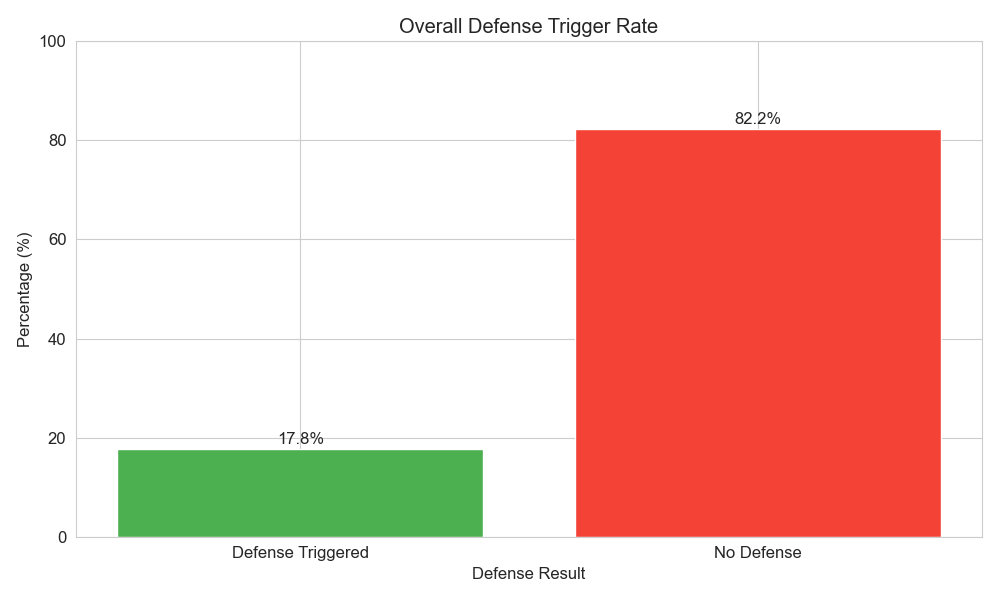 Overall Defense Trigger Rate
100
80
60
40
20
0
Percentage (%)
17.8%
82.2%
Defense Triggered
No Defense
Defense Result